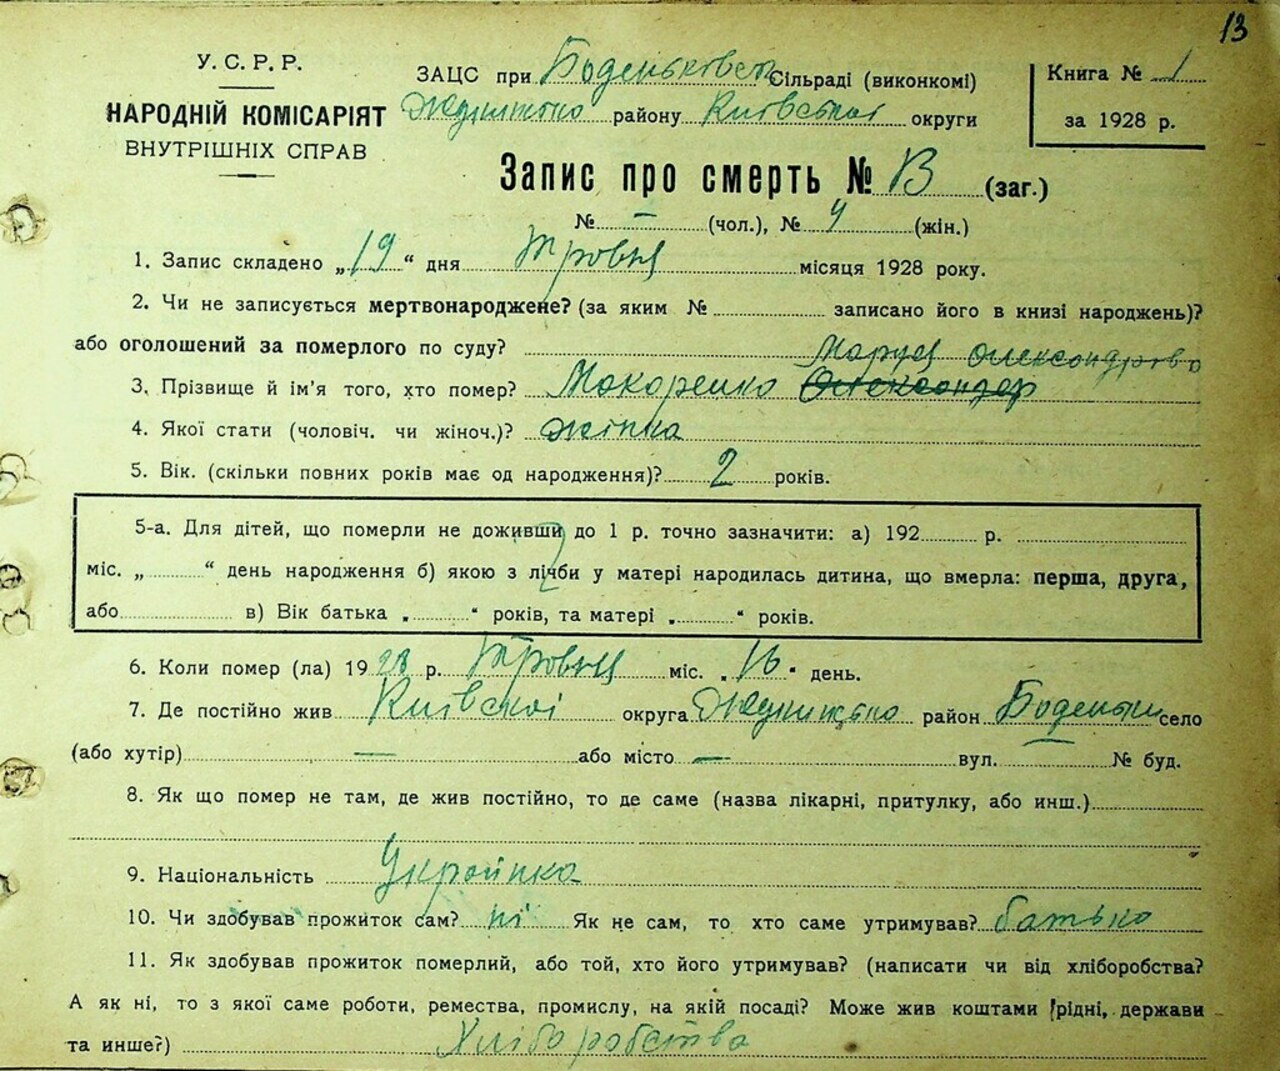 13
У. С. Р. Р.
НАРОДНІЙ КОМІСАРІЯТ
ВНУТРІШНІХ СПРАВ
ЗАЦС при Боденьковск Сільраді (виконкомі)
району Київської округи
Книга № 1
за 1928 р.
Запис про смерть № 13 (заг.)
№ — (чол.), № 4 (жін.)
1. Запис складено „19“ дня Тровня місяця 1928 року.
2. Чи не записується мертвонароджене? (за яким № записано його в книзі народжень)?
або оголошений за померлого по суду?
Маруся Олександровo
3. Прізвище й ім’я того, хто помер? Макоренко Олександер
4. Якої стати (чоловіч. чи жіноч.)? жінка
5. Вік. (скільки повних років має од народження)? 2 років.
5-а. Для дітей, що померли не доживши до 1 р. точно зазначити: а) 192 р.
міс. „ “ день народження б) якою з лічби у матері народилась дитина, що вмерла: перша, друга,
або в) Вік батька „ “ років, та матері „ “ років.
6. Коли помер (ла) 1928 р. Тровня міс. „16“ день.
7. Де постійно жив Київскої округа район Боденьки село
(або хутір) — або місто — вул. — № буд.
8. Як що помер не там, де жив постійно, то де саме (назва лікарні, притулку, або инш.)
9. Національність Українка
10. Чи здобував прожиток сам? ні Як не сам, то хто саме утримував? батько
11. Як здобував прожиток померлий, або той, хто його утримував? (написати чи від хліборобства?
А як ні, то з якої саме роботи, ремества, промислу, на якій посаді? Може жив коштами рідні, держави
та инше?) Хліборобства